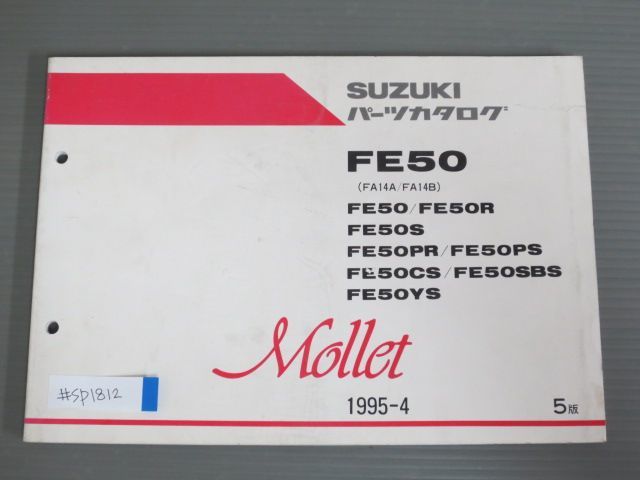 SUZUKI
パーツカタログ
FE50
(FA14A/FA14B)
FE50/FE50R
FE50S
FE50PR/FE50PS
FE50CS/FE50SBS
FE50YS
Mollet
#SP1812
1995-4
5版